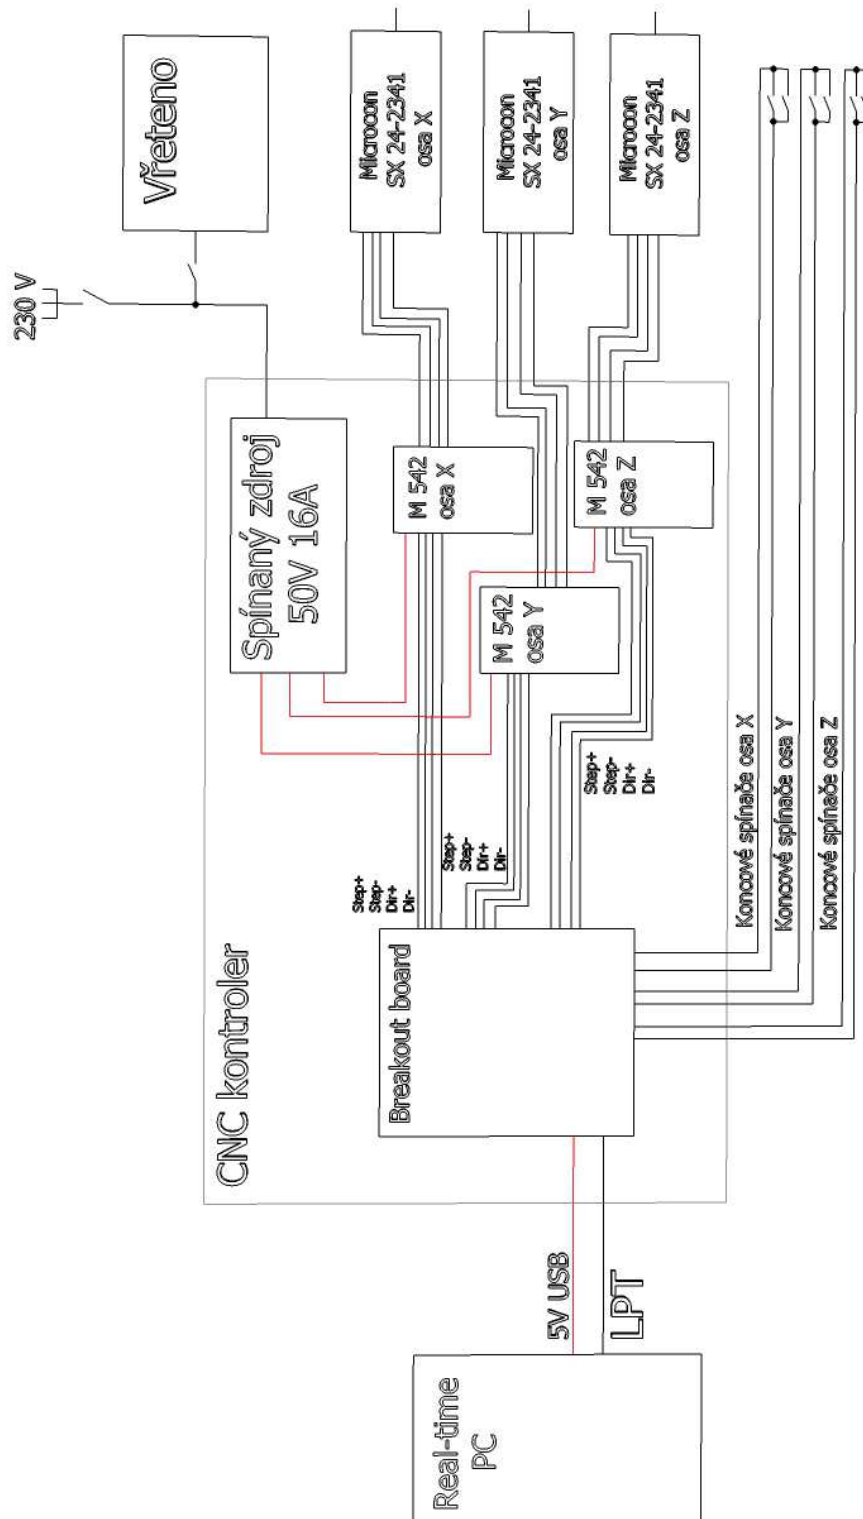 230 V
Vřeteno
Microcon
SX 24-2341
osa X
Microcon
SX 24-2341
osa Y
Microcon
SX 24-2341
osa Z
CNC kontroler
Spínaný zdroj
50V 16A
M 542
osa X
M 542
osa Y
M 542
osa Z
Step+
Step-
Dir+
Dir-
Step+
Step-
Dir+
Dir-
Step+
Step-
Dir+
Dir-
Breakout board
Koncové spínače osa X
Koncové spínače osa Y
Koncové spínače osa Z
5V USB
LPT
Real-time
PC